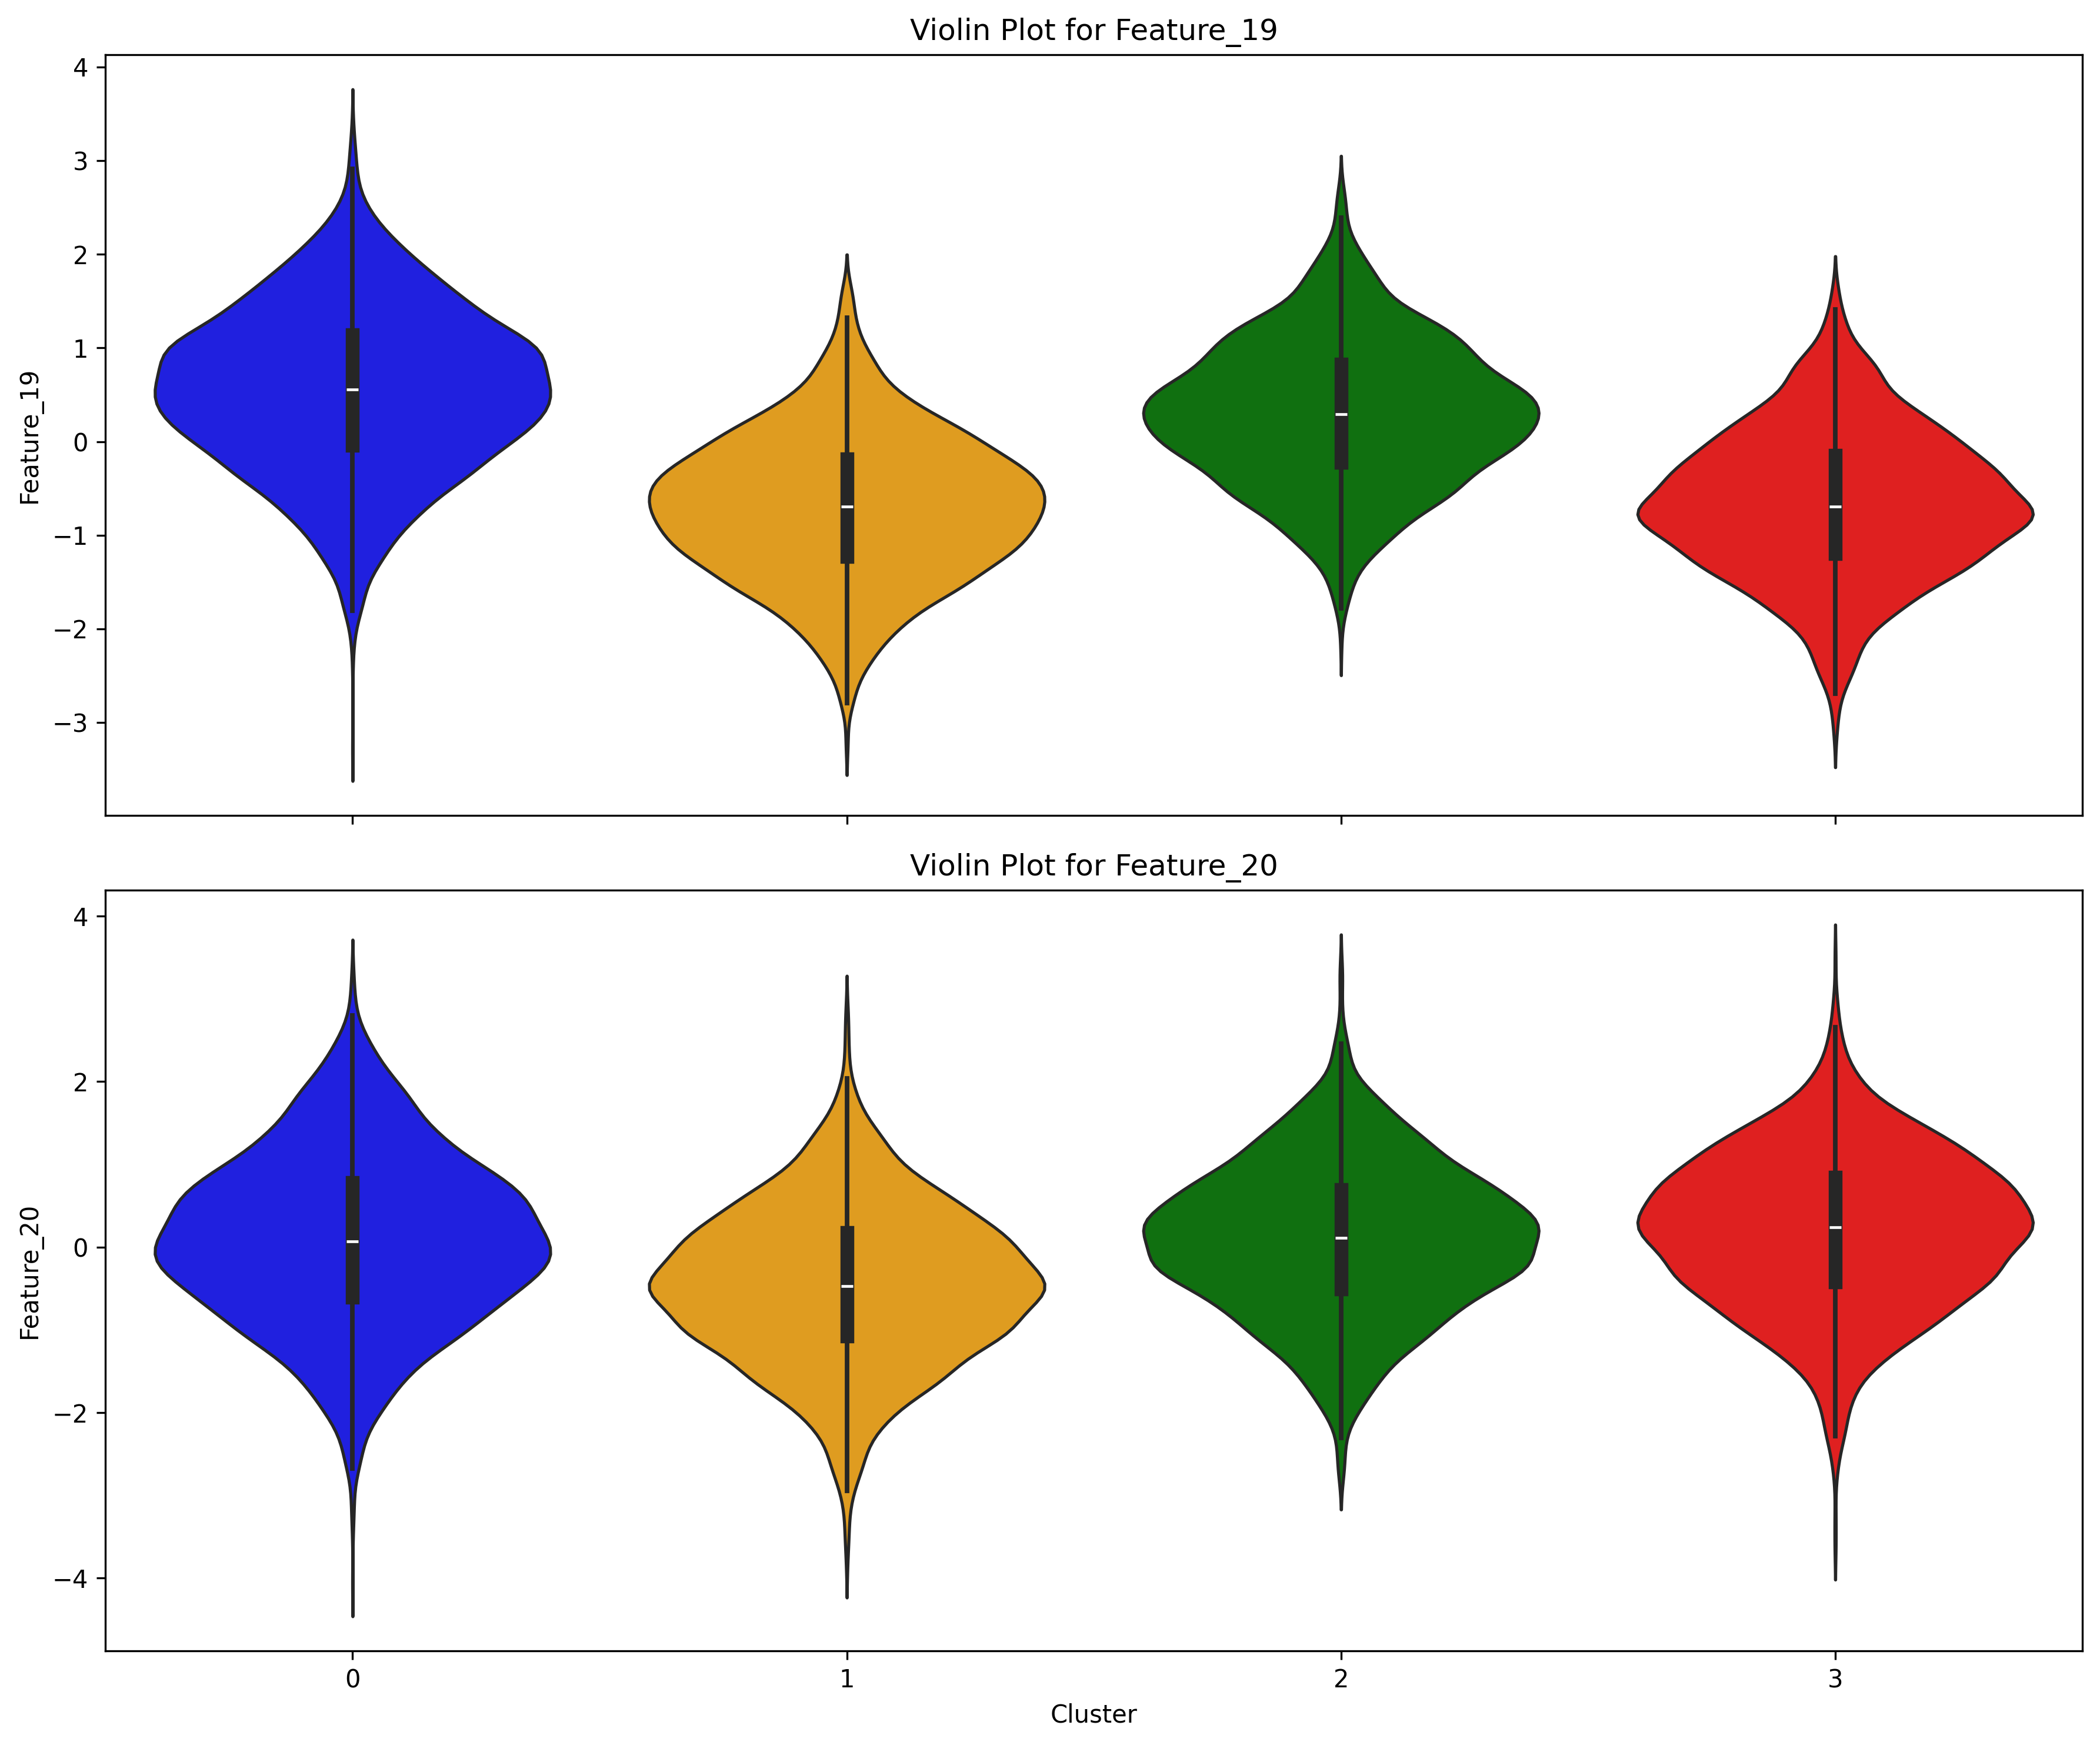 Violin Plot for Feature_19
4
3
2
1
0
−1
−2
−3
Feature_19
Violin Plot for Feature_20
4
2
0
−2
−4
Feature_20
0 1 2 3
Cluster